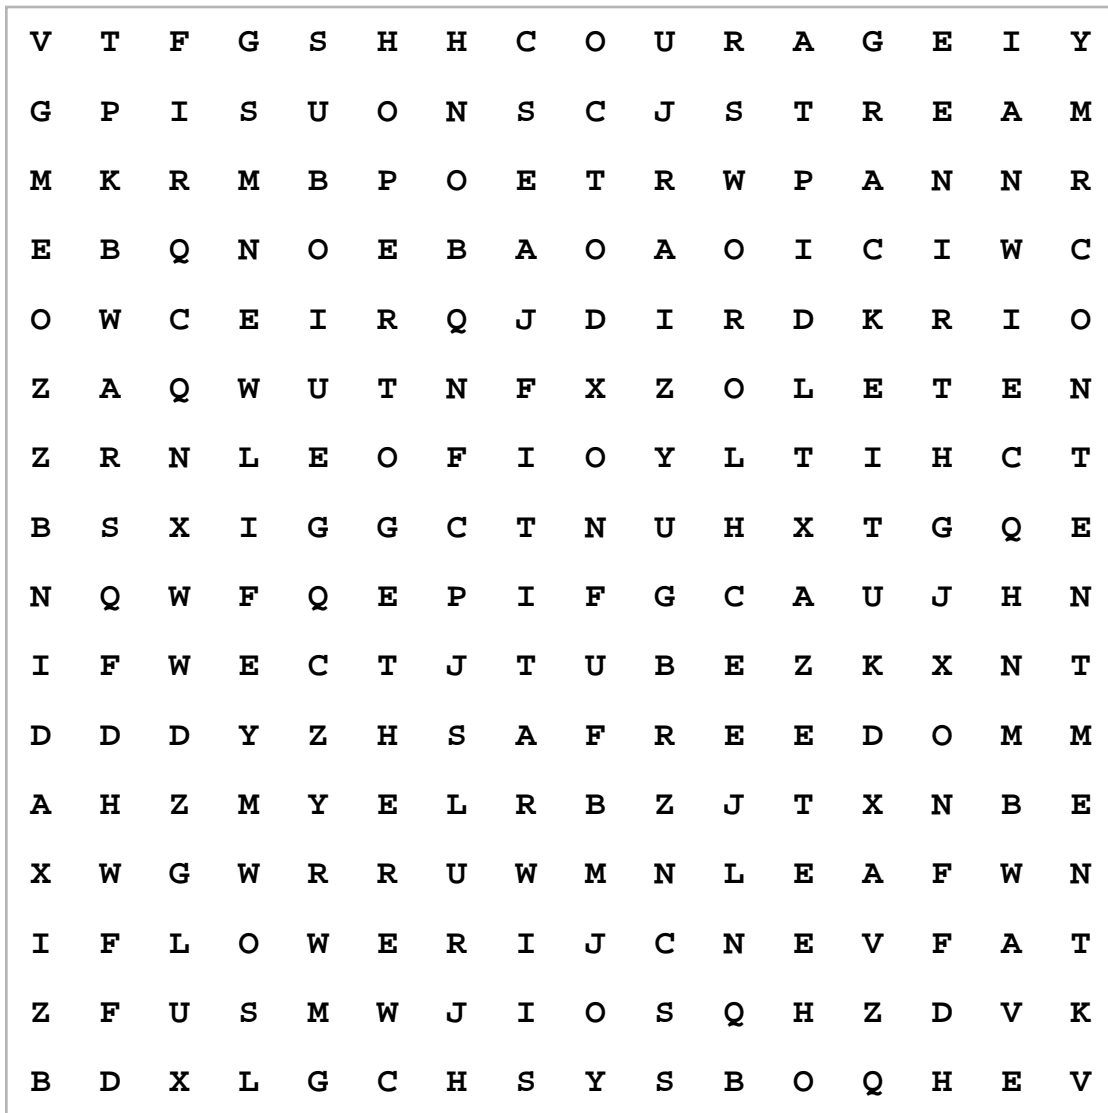 V T F G S H H C O U R A G E I Y
G P I S U O N S C J S T R E A M
M K R M B P O E T R W P A N N R
E B Q N O E B A O A O I C I W C
O W C E I R Q J D I R D K R I O
Z A Q W U T N F X Z O L E T E N
Z R N L E O F I O Y L T I H C T
B S X I G G C T N U H X T G Q E
N Q W F Q E P I F G C A U J H N
I F W E C T J T U B E Z K X N T
D D D Y Z H S A F R E E D O M M
A H Z M Y E L R B Z J T X N B E
X W G W R R U W M N L E A F W N
I F L O W E R I J C N E V F A T
Z F U S M W J I O S Q H Z D V K
B D X L G C H S Y S B O Q H E V